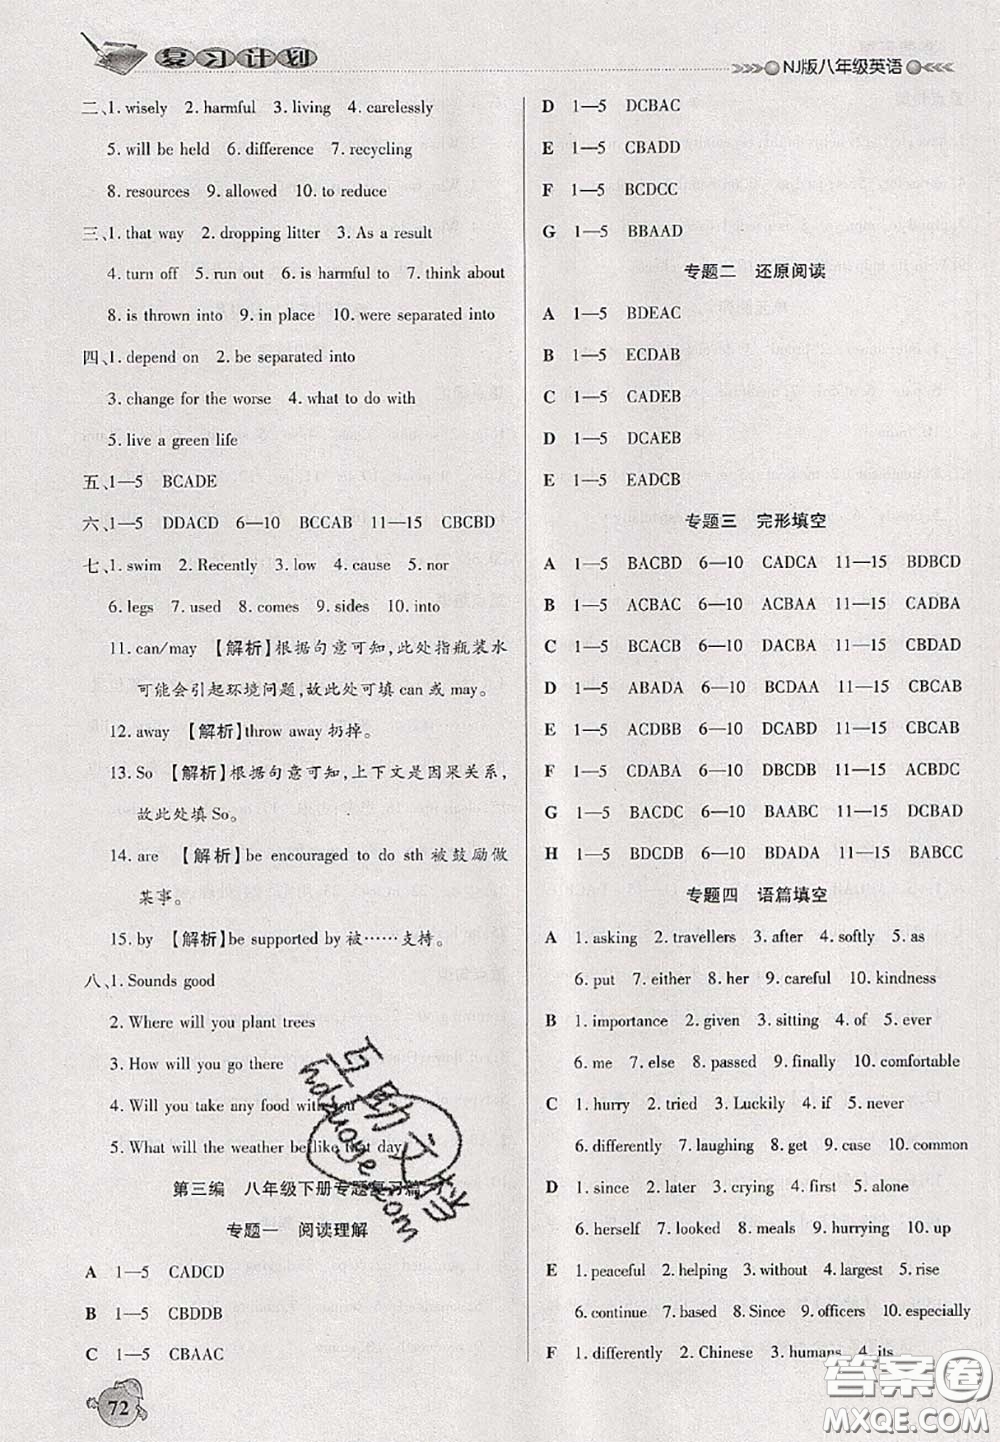 复习计划
NJ版八年级英语
二、1. wisely 2. harmful 3. living 4. carelessly
5. will be held 6. difference 7. recycling
8. resources 9. allowed 10. to reduce
三、1. that way 2. dropping litter 3. As a result
4. turn off 5. run out 6. is harmful to 7. think about
8. is thrown into 9. in place 10. were separated into
四、1. depend on 2. be separated into
3. change for the worse 4. what to do with
5. live a green life
五、1—5 BCADE
六、1—5 DDACD 6—10 BCCAB 11—15 CBCBD
七、1. swim 2. Recently 3. low 4. cause 5. nor
6. legs 7. used 8. comes 9. sides 10. into
11. can/may 【解析】根据句意可知,此处指瓶装水
可能会引起环境问题,故此处可填 can 或 may。
12. away 【解析】throw away 扔掉。
13. So 【解析】根据句意可知,上下文是因果关系,
故此处填 So。
14. are 【解析】be encouraged to do sth 被鼓励做
某事。
15. by 【解析】be supported by 被……支持。
八、1. Sounds good
2. Where will you plant trees
3. How will you go there
4. Will you take any food with you
5. What will the weather be like that day
第三编 八年级下册专题复习篇
专题一 阅读理解
A 1—5 CADCD
B 1—5 CBDDB
C 1—5 CBAAC
72
D 1—5 DCBAC
E 1—5 CBADD
F 1—5 BCDCC
G 1—5 BBAAD
专题二 还原阅读
A 1—5 BDEAC
B 1—5 ECDAB
C 1—5 CADEB
D 1—5 DCAEB
E 1—5 EADCB
专题三 完形填空
A 1—5 BACBD 6—10 CADCA 11—15 BDBCD
B 1—5 ACBAC 6—10 ACBAA 11—15 CADBA
C 1—5 BCACB 6—10 DACBA 11—15 CBDAD
D 1—5 ABADA 6—10 BCDAA 11—15 CBCAB
E 1—5 ACDBB 6—10 DCABD 11—15 CBCAB
F 1—5 CDABA 6—10 DBCDB 11—15 ACBDC
G 1—5 BACDC 6—10 BAABC 11—15 DCBAD
H 1—5 BDCDB 6—10 BDADA 11—15 BABCC
专题四 语篇填空
A 1. asking 2. travellers 3. after 4. softly 5. as
6. put 7. either 8. her 9. careful 10. kindness
B 1. importance 2. given 3. sitting 4. of 5. ever
6. me 7. else 8. passed 9. finally 10. comfortable
C 1. hurry 2. tried 3. Luckily 4. if 5. never
6. differently 7. laughing 8. get 9. case 10. common
D 1. since 2. children 3. last 4. its 5. alone
6. herself 7. looked 8. meals 9. hurrying 10. up
E 1. peaceful 2. helping 3. without 4. largest 5. rise
6. continue 7. based 8. Since 9. officers 10. especially
F 1. differently 2. Chinese 3. humans 4. its
互助文档
hdzuoye.com
答案圈
MXQE.COM